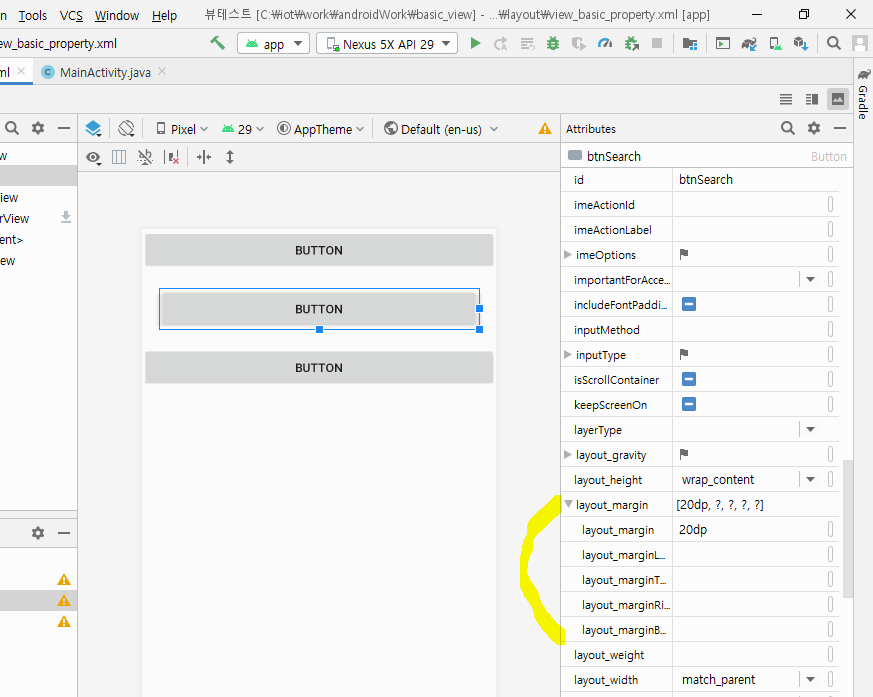 Tools VCS Window Help 뷰테스트 [C:₩iot₩work₩androidWork₩basic_view] - ...₩layout₩view_basic_property.xml [app]
ew_basic_property.xml app Nexus 5X API 29
ml MainActivity.java
Gradle
Pixel 29 AppTheme Default (en-us) Attributes
w
iew
rView
ent>
ew
BUTTON
BUTTON
BUTTON
btnSearch Button
id btnSearch
imeActionId
imeActionLabel
imeOptions
importantForAcce...
includeFontPaddi...
inputMethod
inputType
isScrollContainer
keepScreenOn
layerType
layout_gravity
layout_height wrap_content
layout_margin [20dp, ?, ?, ?, ?]
layout_margin 20dp
layout_marginL...
layout_marginT...
layout_marginRi...
layout_marginB...
layout_weight
layout_width match_parent